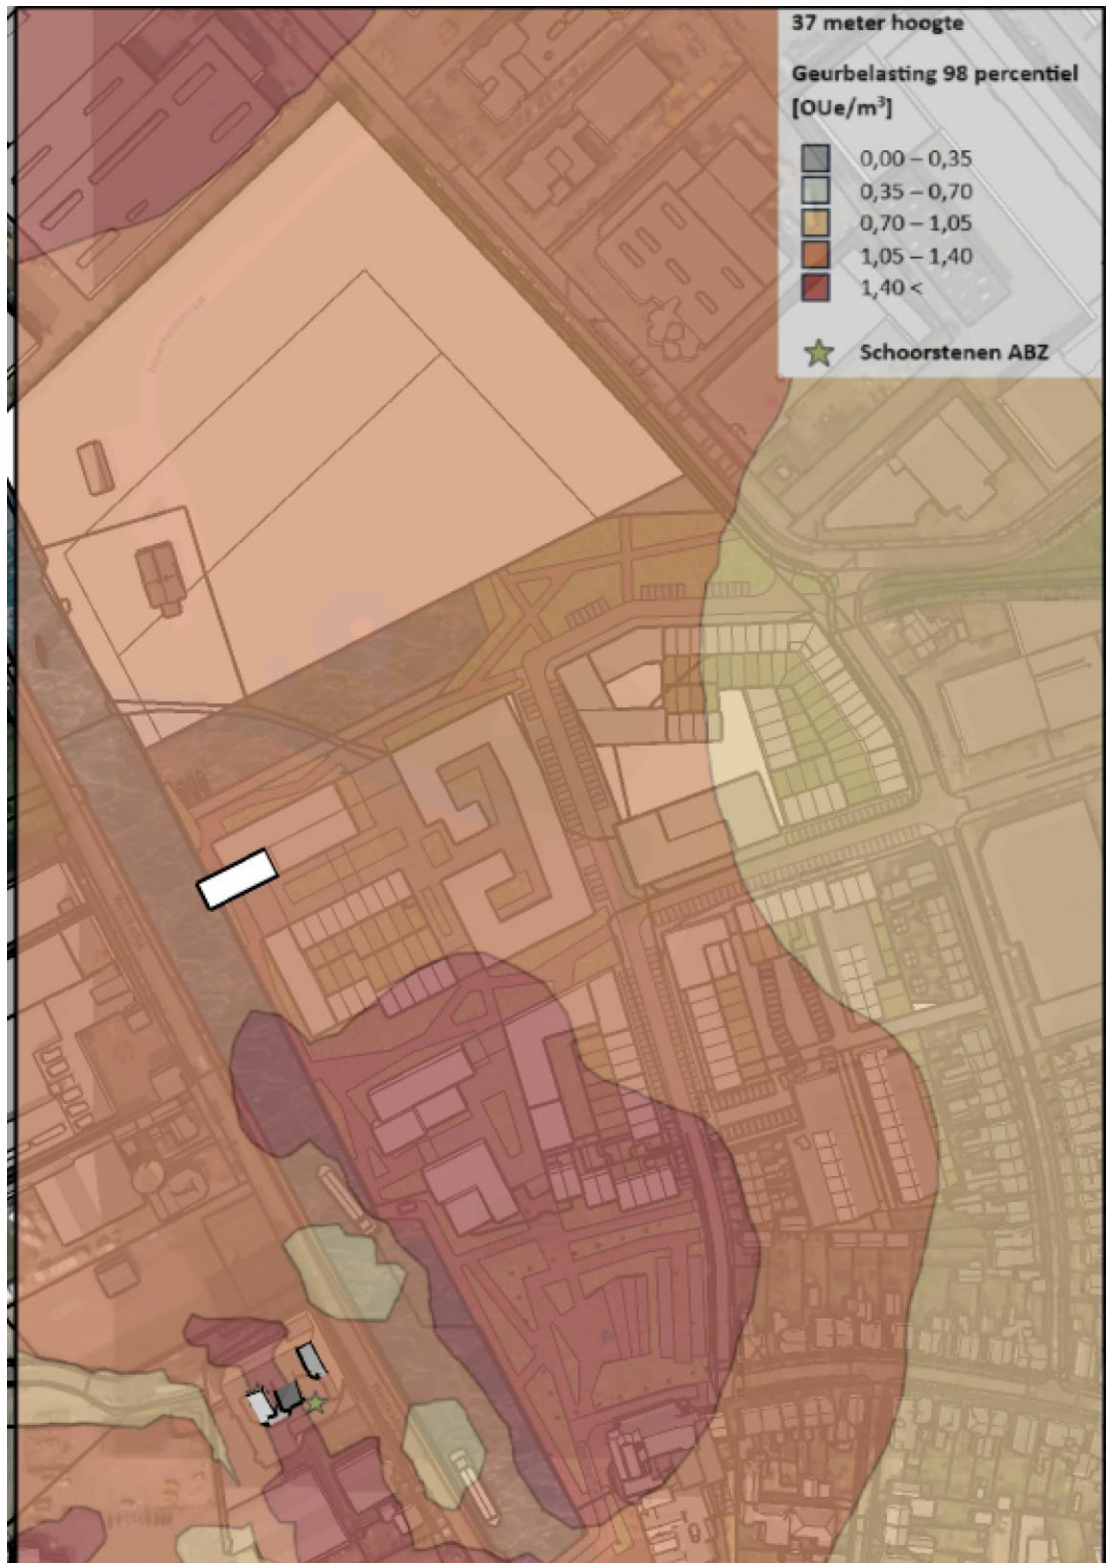 37 meter hoogte
Geurbelasting 98 percentiel
[OUe/m³]
0,00 – 0,35
0,35 – 0,70
0,70 – 1,05
1,05 – 1,40
1,40 <
Schoorstenen ABZ